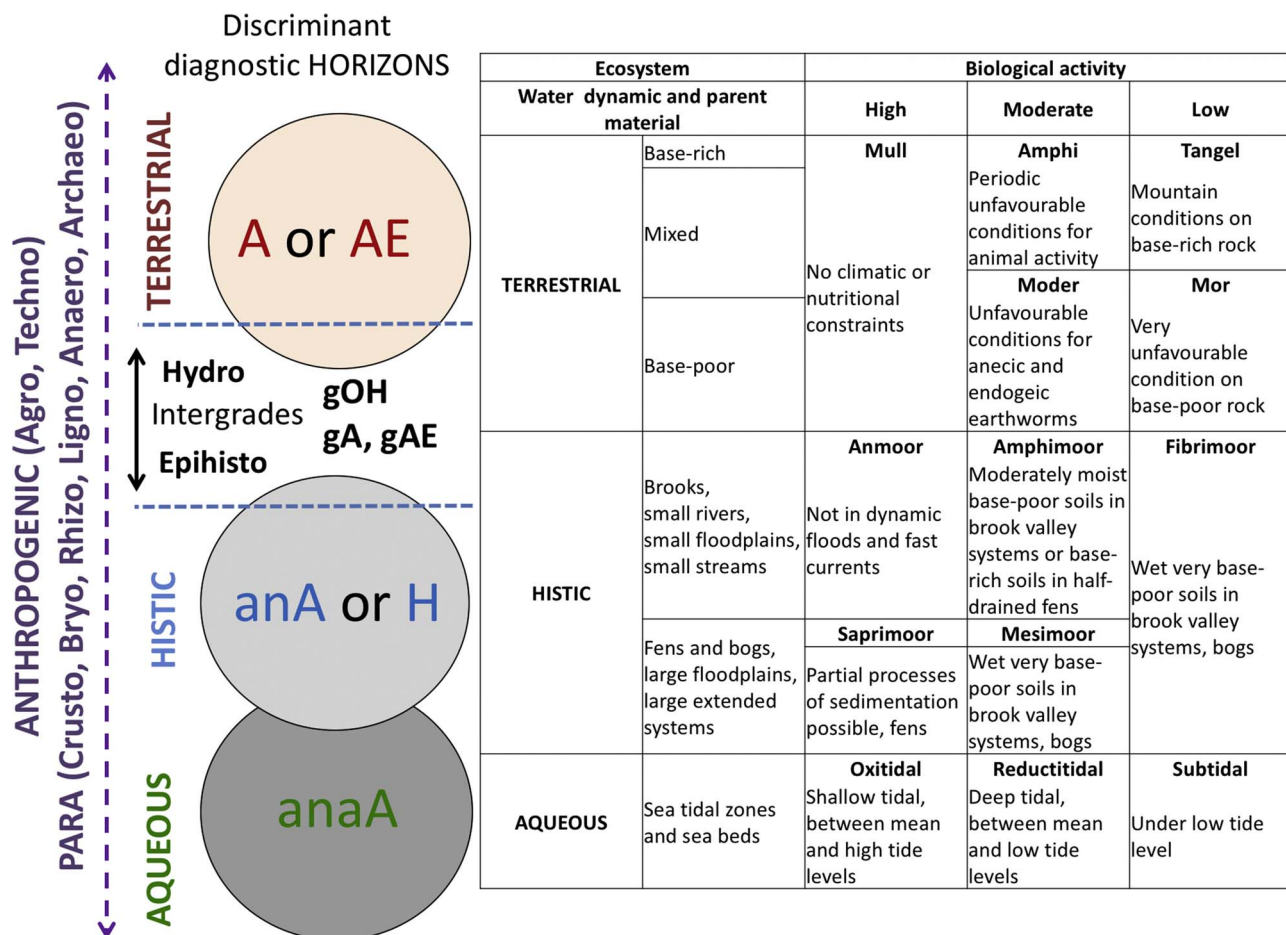 Discriminant
diagnostic HORIZONS
ANTHROPOGENIC (Agro, Techno)
PARA (Crusto, Bryo, Rhizo, Ligno, Anaero, Archaeo)
TERRESTRIAL
A or AE
Hydro
Intergrades
Epihisto
gOH
gA, gAE
HISTIC
anA or H
AQUEOUS
anaA
Ecosystem
Biological activity
Water dynamic and parent
material
High
Moderate
Low
TERRESTRIAL
Base-rich
Mixed
Base-poor
Mull
No climatic or
nutritional
constraints
Amphi
Periodic
unfavourable
conditions for
animal activity
Tangel
Mountain
conditions on
base-rich rock
Moder
Unfavourable
conditions for
anecic and
endogeic
earthworms
Mor
Very
unfavourable
condition on
base-poor rock
HISTIC
Brooks,
small rivers,
small floodplains,
small streams
Anmoor
Not in dynamic
floods and fast
currents
Amphimoor
Moderately moist
base-poor soils in
brook valley
systems or base-
rich soils in half-
drained fens
Fibrimoor
Wet very base-
poor soils in
brook valley
systems, bogs
Fens and bogs,
large floodplains,
large extended
systems
Saprimoor
Partial processes
of sedimentation
possible, fens
Mesimoor
Wet very base-
poor soils in
brook valley
systems, bogs
AQUEOUS
Sea tidal zones
and sea beds
Oxitidal
Shallow tidal,
between mean
and high tide
levels
Reductitidal
Deep tidal,
between mean
and low tide
levels
Subtidal
Under low tide
level